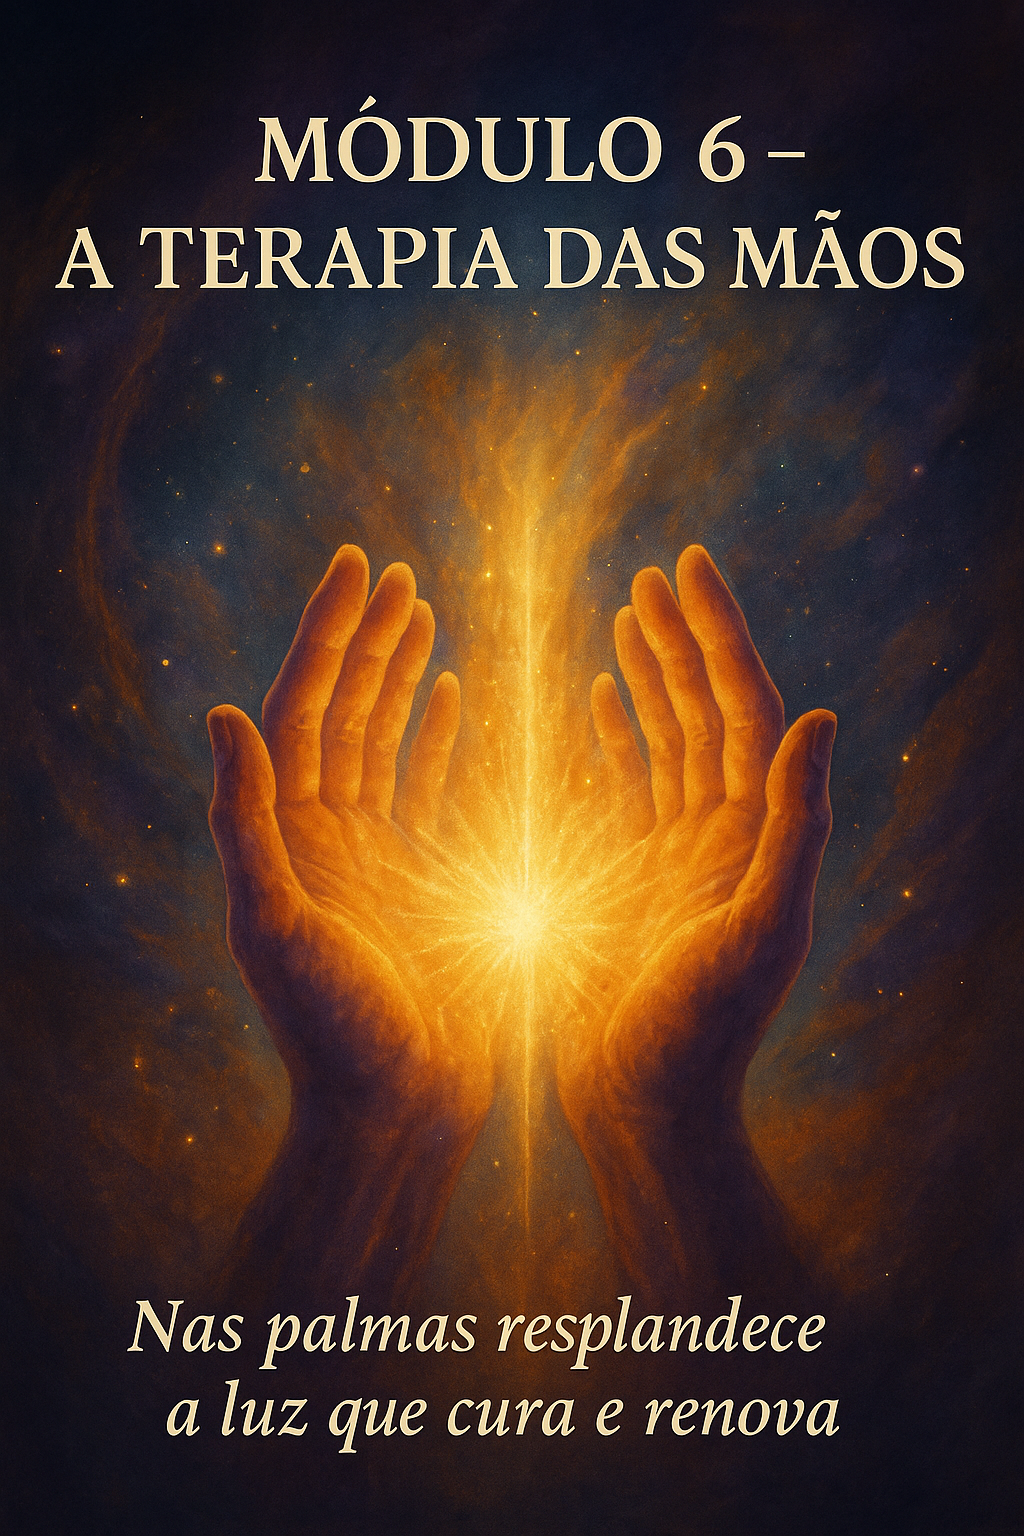 MÓDULO 6 –
A TERAPIA DAS MÃOS
Nas palmas resplandece
a luz que cura e renova